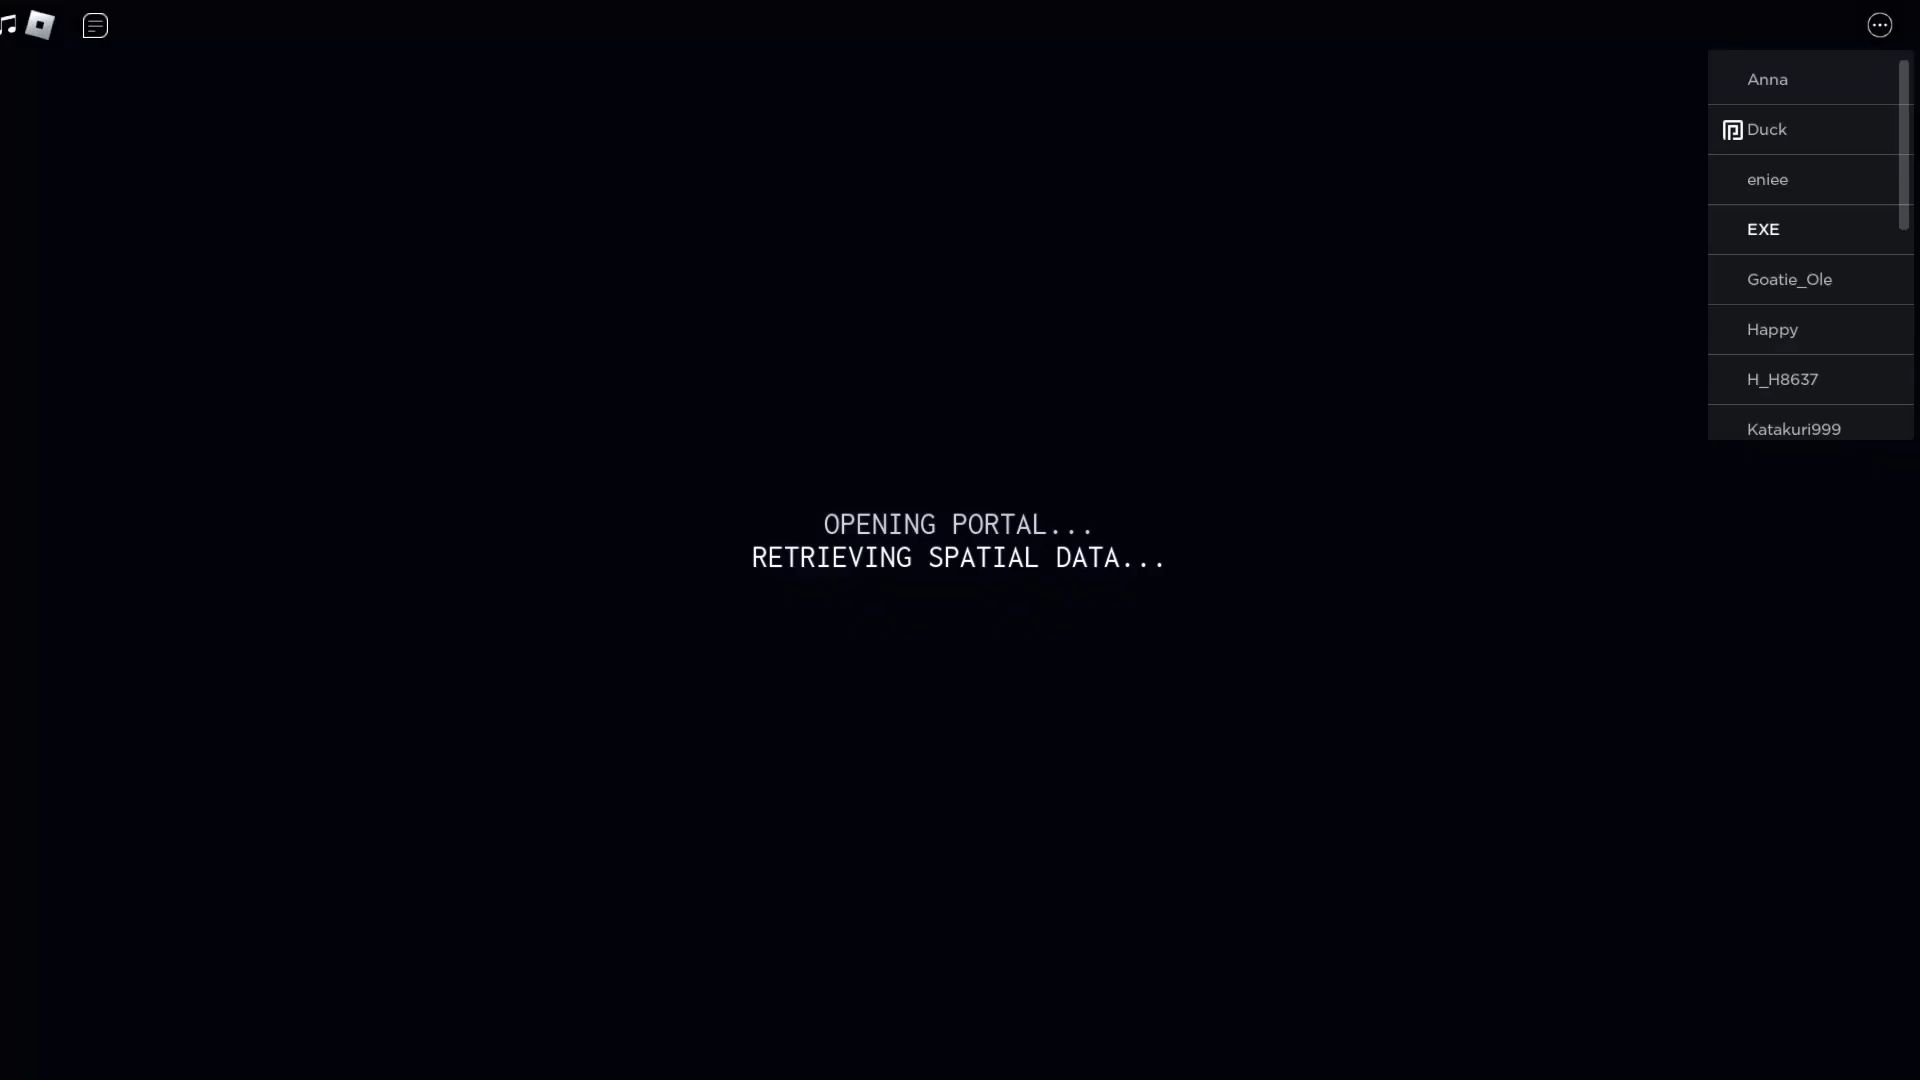 Anna
Duck
eniee
EXE
Goatie_Ole
Happy
H_H8637
Katakuri999
OPENING PORTAL...
RETRIEVING SPATIAL DATA...